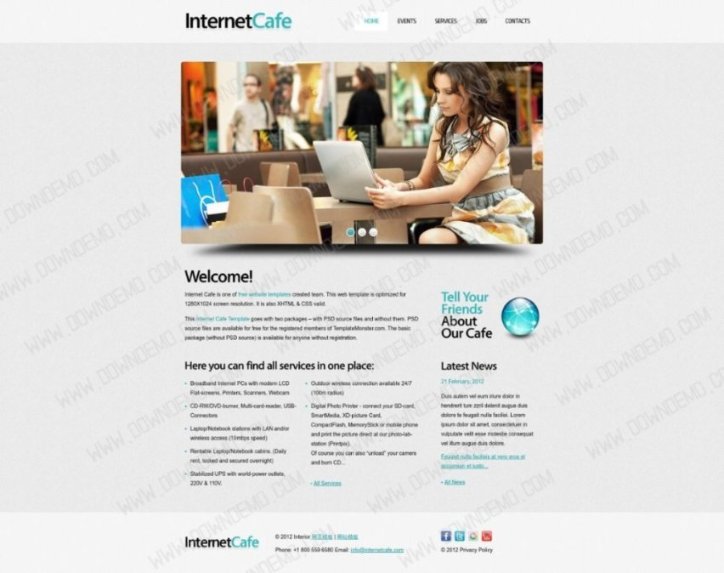 InternetCafe
HOME EVENTS SERVICES JOBS CONTACTS
Welcome!
Internet Cafe is one of free website templates created team. This web template is optimized for
1280X1024 screen resolution. It is also XHTML & CSS valid.
This Internet Cafe Template goes with two packages – with PSD source files and without them. PSD
source files are available for free for the registered members of TemplateMonster.com. The basic
package (without PSD source) is available for anyone without registration.
Tell Your
Friends
About
Our Cafe
Here you can find all services in one place:
Broadband Internet PCs with modern LCD
Flat-screens, Printers, Scanners, Webcam
CD-RW/DVD-burner, Multi-card-reader, USB-
Connectors
Laptop/Notebook stations with LAN and/or
wireless access (10mbps speed)
Rentable Laptop/Notebook cabins. (Daily
rent, locked and secured overnight)
Stabilized UPS with world-power outlets,
220V & 110V.
Outdoor wireless connection available 24/7
(100m radius)
Digital Photo Printer - connect your SD-card,
SmartMedia, XD-picture Card,
CompactFlash, MemoryStick or mobile phone
and print the picture direct at our photo-lab-
station (Printpix).
Of course you can also "unload" your camera
and burn CD...
All Services
Latest News
21 February, 2012
Duis autem vel eum iriure dolor in
hendrerit iure zpril delenit augue duis
dolore te feugait nulla facilisi. Lorem
ipsum dolor sit amet, consectetuer in
vulputate velit esse molestie consequat
vel illum augue duis dolore.
Feugiat nulla facilisis at vero eros et
accumsan et iusto...
All News
InternetCafe
© 2012 Interior 网页模板 | 网站模板
Phone: +1 800 559 6580 Email: info@internetcafe.com
© 2012 Privacy Policy
WWW.DOWNDEMO.COM